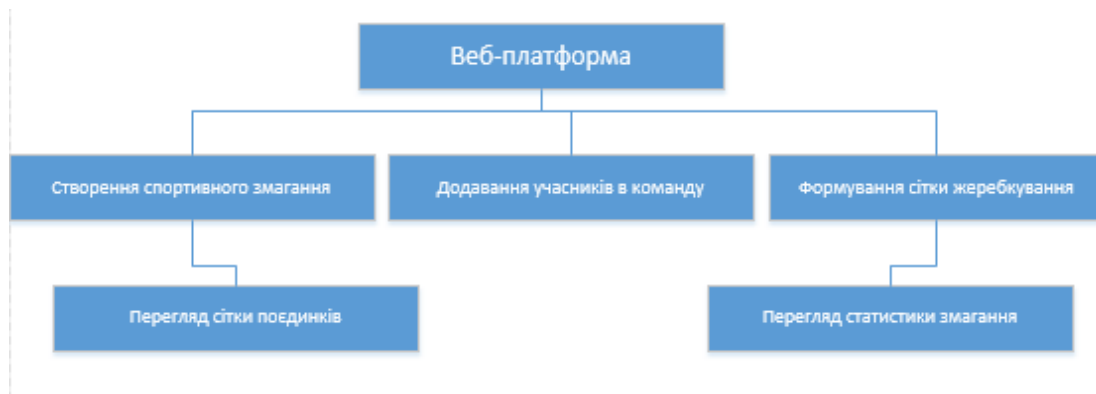 Веб-платформа
Створення спортивного змагання
Додавання учасників в команду
Формування сітки жеребкування
Перегляд сітки поєдинків
Перегляд статистики змагання